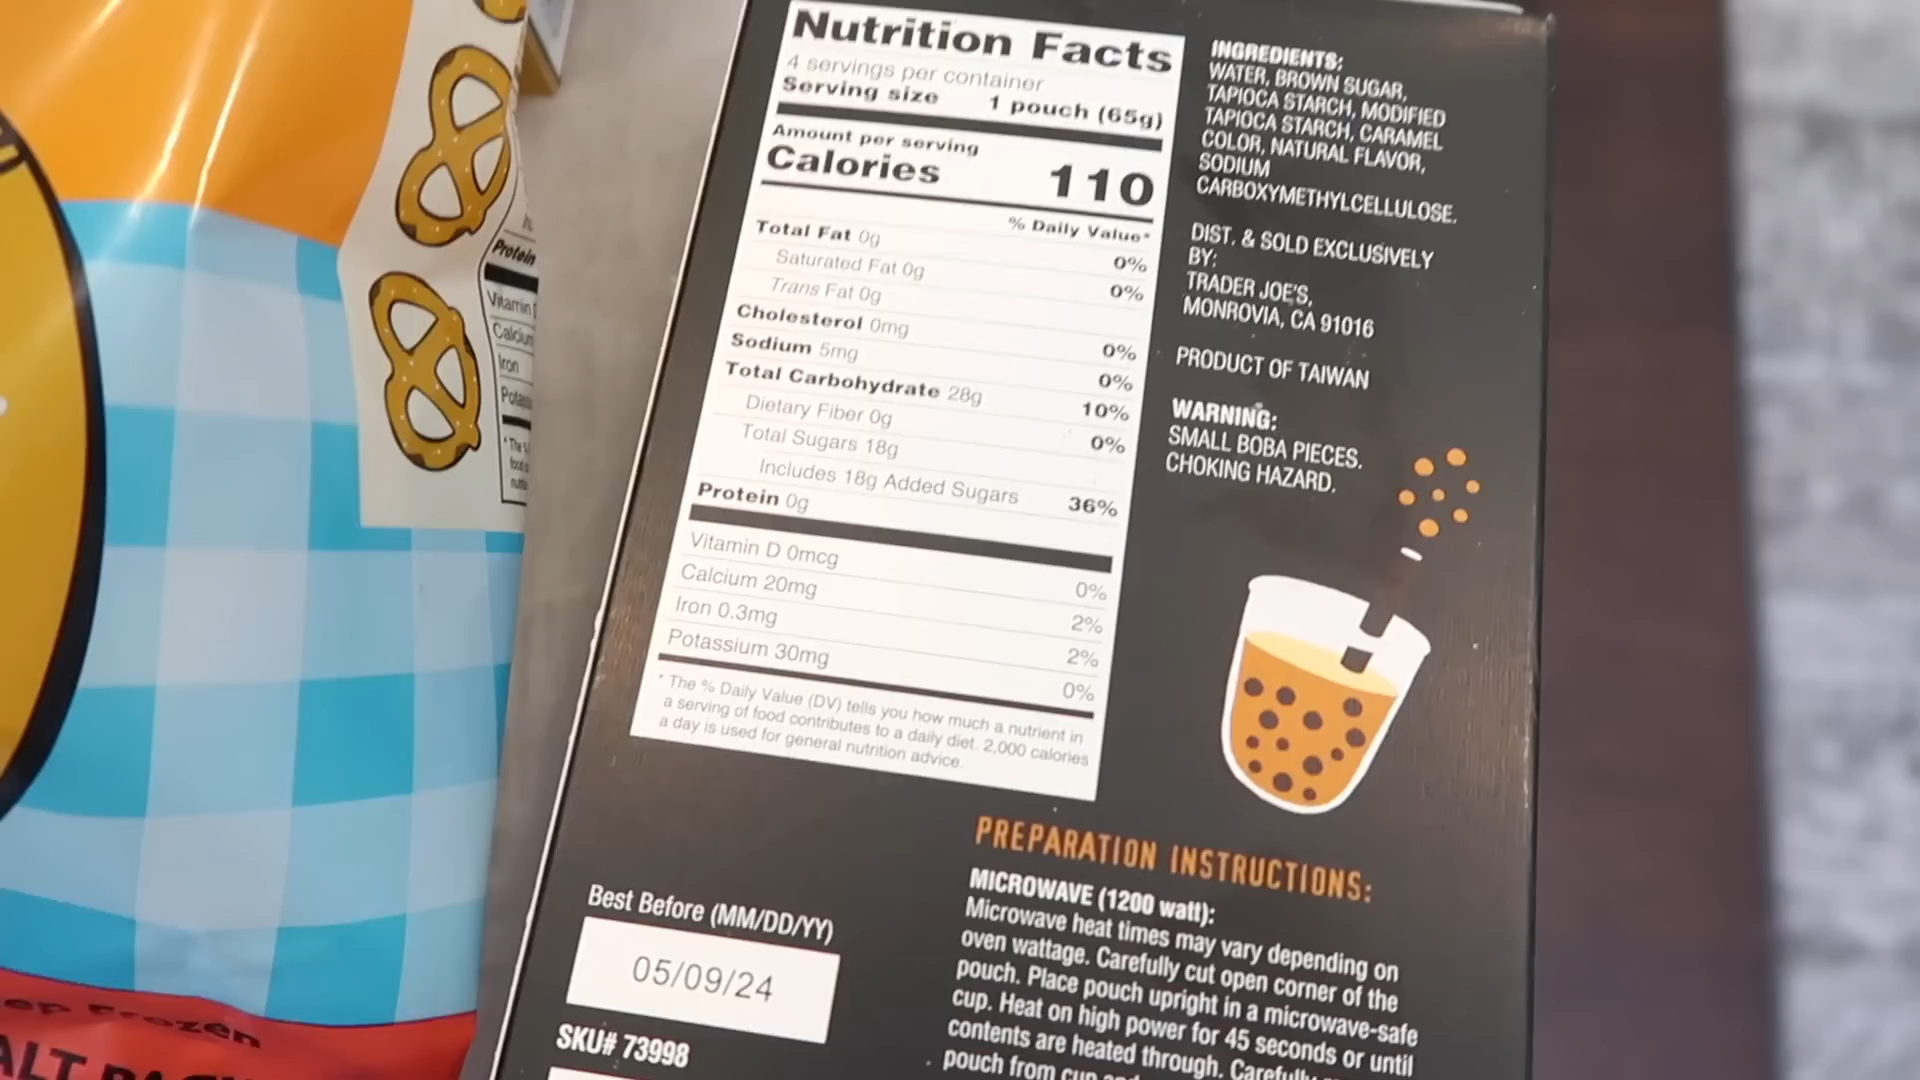 Nutrition Facts
4 servings per container
Serving size 1 pouch (65g)
Amount per serving
Calories 110
% Daily Value*
Total Fat 0g 0%
Saturated Fat 0g 0%
Trans Fat 0g
Cholesterol 0mg 0%
Sodium 5mg 0%
Total Carbohydrate 28g 10%
Dietary Fiber 0g 0%
Total Sugars 18g
Includes 18g Added Sugars 36%
Protein 0g
Vitamin D 0mcg 0%
Calcium 20mg 2%
Iron 0.3mg 2%
Potassium 30mg 0%
* The % Daily Value (DV) tells you how much a nutrient in
a serving of food contributes to a daily diet. 2,000 calories
a day is used for general nutrition advice.
INGREDIENTS:
WATER, BROWN SUGAR,
TAPIOCA STARCH, MODIFIED
TAPIOCA STARCH, CARAMEL
COLOR, NATURAL FLAVOR,
SODIUM
CARBOXYMETHYLCELLULOSE.
DIST. & SOLD EXCLUSIVELY
BY:
TRADER JOE'S,
MONROVIA, CA 91016
PRODUCT OF TAIWAN
WARNING:
SMALL BOBA PIECES.
CHOKING HAZARD.
PREPARATION INSTRUCTIONS:
MICROWAVE (1200 watt):
Microwave heat times may vary depending on
oven wattage. Carefully cut open corner of the
pouch. Place pouch upright in a microwave-safe
cup. Heat on high power for 45 seconds or until
contents are heated through. Carefully
pouch from cup
Best Before (MM/DD/YY)
05/09/24
SKU# 73998
Protein
Vitamin
Calcium
Iron
Frozen